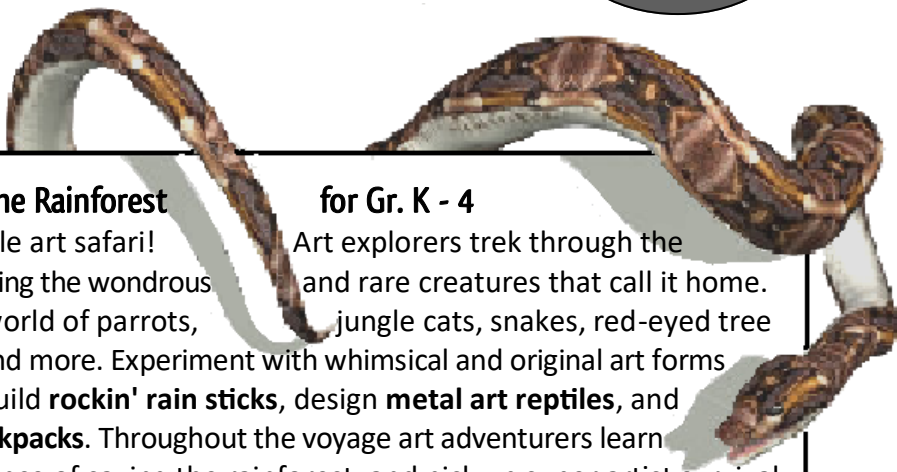 ne Rainforest for Gr. K - 4
le art safari! Art explorers trek through the
ing the wondrous and rare creatures that call it home.
world of parrots, jungle cats, snakes, red-eyed tree
nd more. Experiment with whimsical and original art forms
uild rockin' rain sticks, design metal art reptiles, and
kpacks. Throughout the voyage art adventurers learn